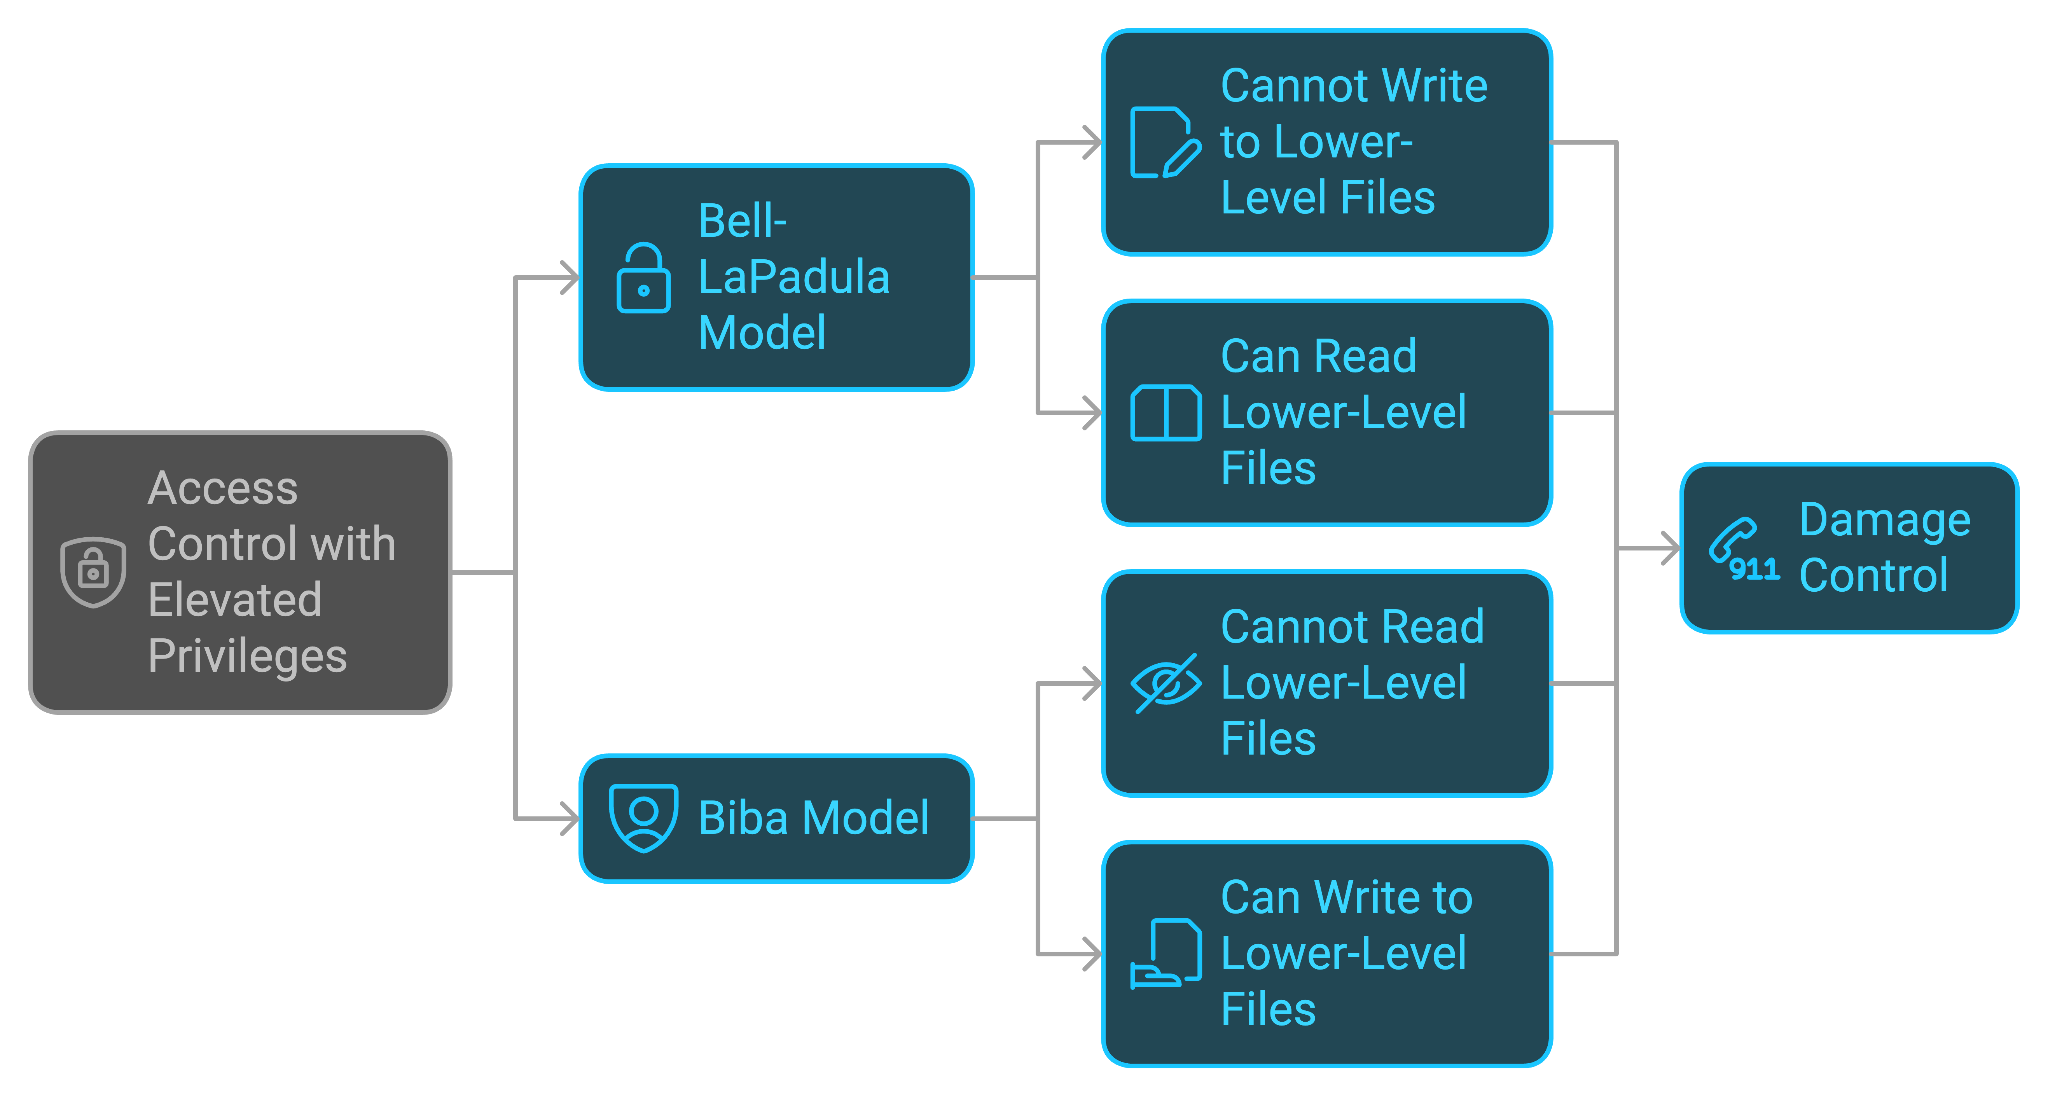 Access
Control with
Elevated
Privileges
Bell-
LaPadula
Model
Biba Model
Cannot Write
to Lower-
Level Files
Can Read
Lower-Level
Files
Cannot Read
Lower-Level
Files
Can Write to
Lower-Level
Files
911
Damage
Control